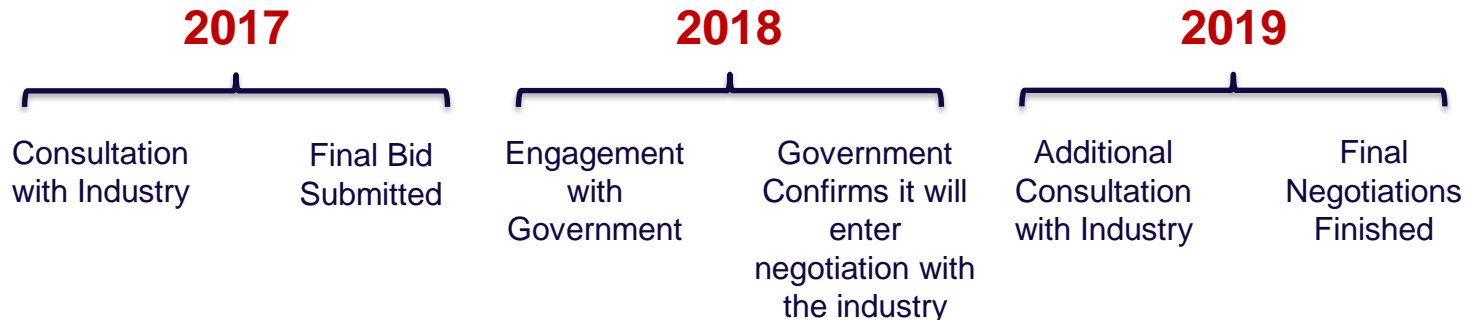 2017
Consultation
with Industry
Final Bid
Submitted
2018
Engagement
with
Government
Government
Confirms it will
enter
negotiation with
the industry
2019
Additional
Consultation
with Industry
Final
Negotiations
Finished